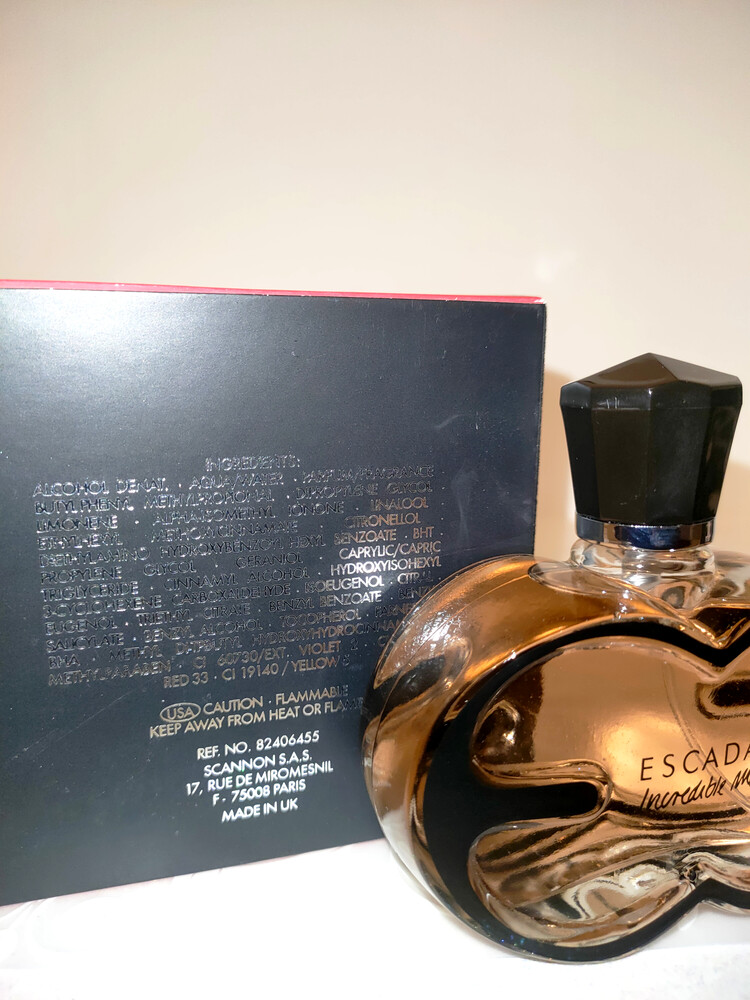 INGREDIENTS:
ALCOHOL DENAT. · AQUA/WATER · PARFUM/FRAGRANCE
BUTYLPHENYL METHYLPROPIONAL · DIPROPYLENE GLYCOL
LIMONENE · ALPHA-ISOMETHYL IONONE · LINALOOL
ETHYLHEXYL METHOXYCINNAMATE · CITRONELLOL
DIETHYLAMINO HYDROXYBENZOYL HEXYL BENZOATE · BHT
PROPYLENE GLYCOL · GERANIOL · CAPRYLIC/CAPRIC
TRIGLYCERIDE · CINNAMYL ALCOHOL · HYDROXYISOHEXYL
3-CYCLOHEXENE CARBOXALDEHYDE · ISOEUGENOL ·
EUGENOL · TRIETHYL CITRATE · BENZYL BENZOATE ·
SALICYLATE · BENZYL ALCOHOL · TOCOPHEROL ·
BHA · DI-T-BUTYL
METHYLPARABEN · CI 60730/EXT. VIOLET 2 ·
RED 33 · CI 19140/YELLOW
USA CAUTION · FLAMMABLE
KEEP AWAY FROM HEAT OR
REF. NO. 82406455
SCANNON S.A.S.
17, RUE DE MIROMESNIL
F - 75008 PARIS
MADE IN UK
ESCADA
Incredible